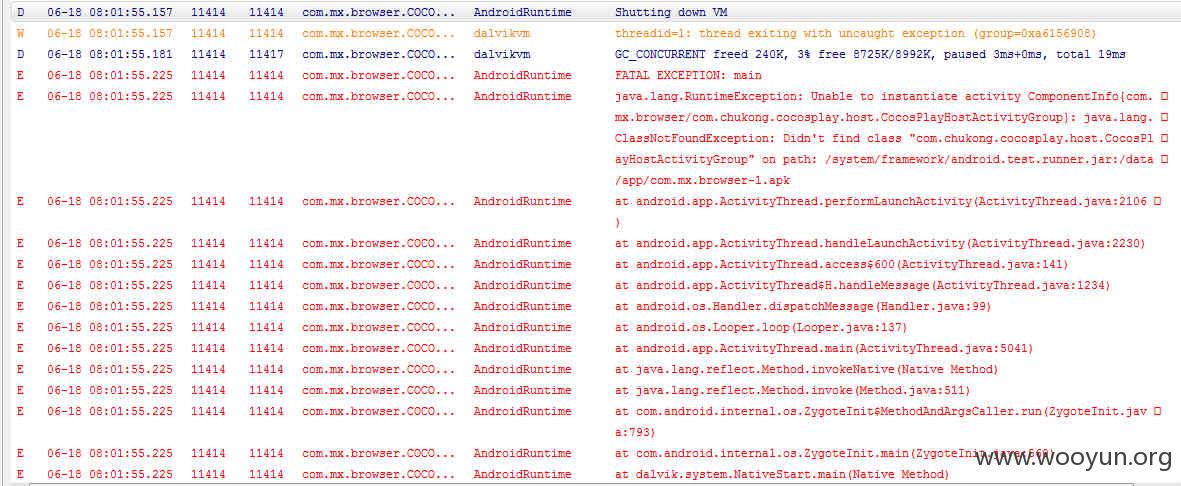 D 06-18 08:01:55.157 11414 11414 com.mx.browser.COCO... AndroidRuntime Shutting down VM
W 06-18 08:01:55.157 11414 11414 com.mx.browser.COCO... dalvikvm threadid=1: thread exiting with uncaught exception (group=0xa6156908)
D 06-18 08:01:55.181 11414 11417 com.mx.browser.COCO... dalvikvm GC_CONCURRENT freed 240K, 3% free 8725K/8992K, paused 3ms+0ms, total 19ms
E 06-18 08:01:55.225 11414 11414 com.mx.browser.COCO... AndroidRuntime FATAL EXCEPTION: main
E 06-18 08:01:55.225 11414 11414 com.mx.browser.COCO... AndroidRuntime java.lang.RuntimeException: Unable to instantiate activity ComponentInfo{com.
mx.browser/com.chukong.cocosplay.host.CocosPlayHostActivityGroup}: java.lang.
ClassNotFoundException: Didn't find class "com.chukong.cocosplay.host.CocosPl
ayHostActivityGroup" on path: /system/framework/android.test.runner.jar:/data
/app/com.mx.browser-1.apk
E 06-18 08:01:55.225 11414 11414 com.mx.browser.COCO... AndroidRuntime at android.app.ActivityThread.performLaunchActivity(ActivityThread.java:2106
)
E 06-18 08:01:55.225 11414 11414 com.mx.browser.COCO... AndroidRuntime at android.app.ActivityThread.handleLaunchActivity(ActivityThread.java:2230)
E 06-18 08:01:55.225 11414 11414 com.mx.browser.COCO... AndroidRuntime at android.app.ActivityThread.access$600(ActivityThread.java:141)
E 06-18 08:01:55.225 11414 11414 com.mx.browser.COCO... AndroidRuntime at android.app.ActivityThread$H.handleMessage(ActivityThread.java:1234)
E 06-18 08:01:55.225 11414 11414 com.mx.browser.COCO... AndroidRuntime at android.os.Handler.dispatchMessage(Handler.java:99)
E 06-18 08:01:55.225 11414 11414 com.mx.browser.COCO... AndroidRuntime at android.os.Looper.loop(Looper.java:137)
E 06-18 08:01:55.225 11414 11414 com.mx.browser.COCO... AndroidRuntime at android.app.ActivityThread.main(ActivityThread.java:5041)
E 06-18 08:01:55.225 11414 11414 com.mx.browser.COCO... AndroidRuntime at java.lang.reflect.Method.invokeNative(Native Method)
E 06-18 08:01:55.225 11414 11414 com.mx.browser.COCO... AndroidRuntime at java.lang.reflect.Method.invoke(Method.java:511)
E 06-18 08:01:55.225 11414 11414 com.mx.browser.COCO... AndroidRuntime at com.android.internal.os.ZygoteInit$MethodAndArgsCaller.run(ZygoteInit.jav
a:793)
E 06-18 08:01:55.225 11414 11414 com.mx.browser.COCO... AndroidRuntime at com.android.internal.os.ZygoteInit.main(ZygoteInit.java:560)
E 06-18 08:01:55.225 11414 11414 com.mx.browser.COCO... AndroidRuntime at dalvik.system.NativeStart.main(Native Method)
www.wooyun.org